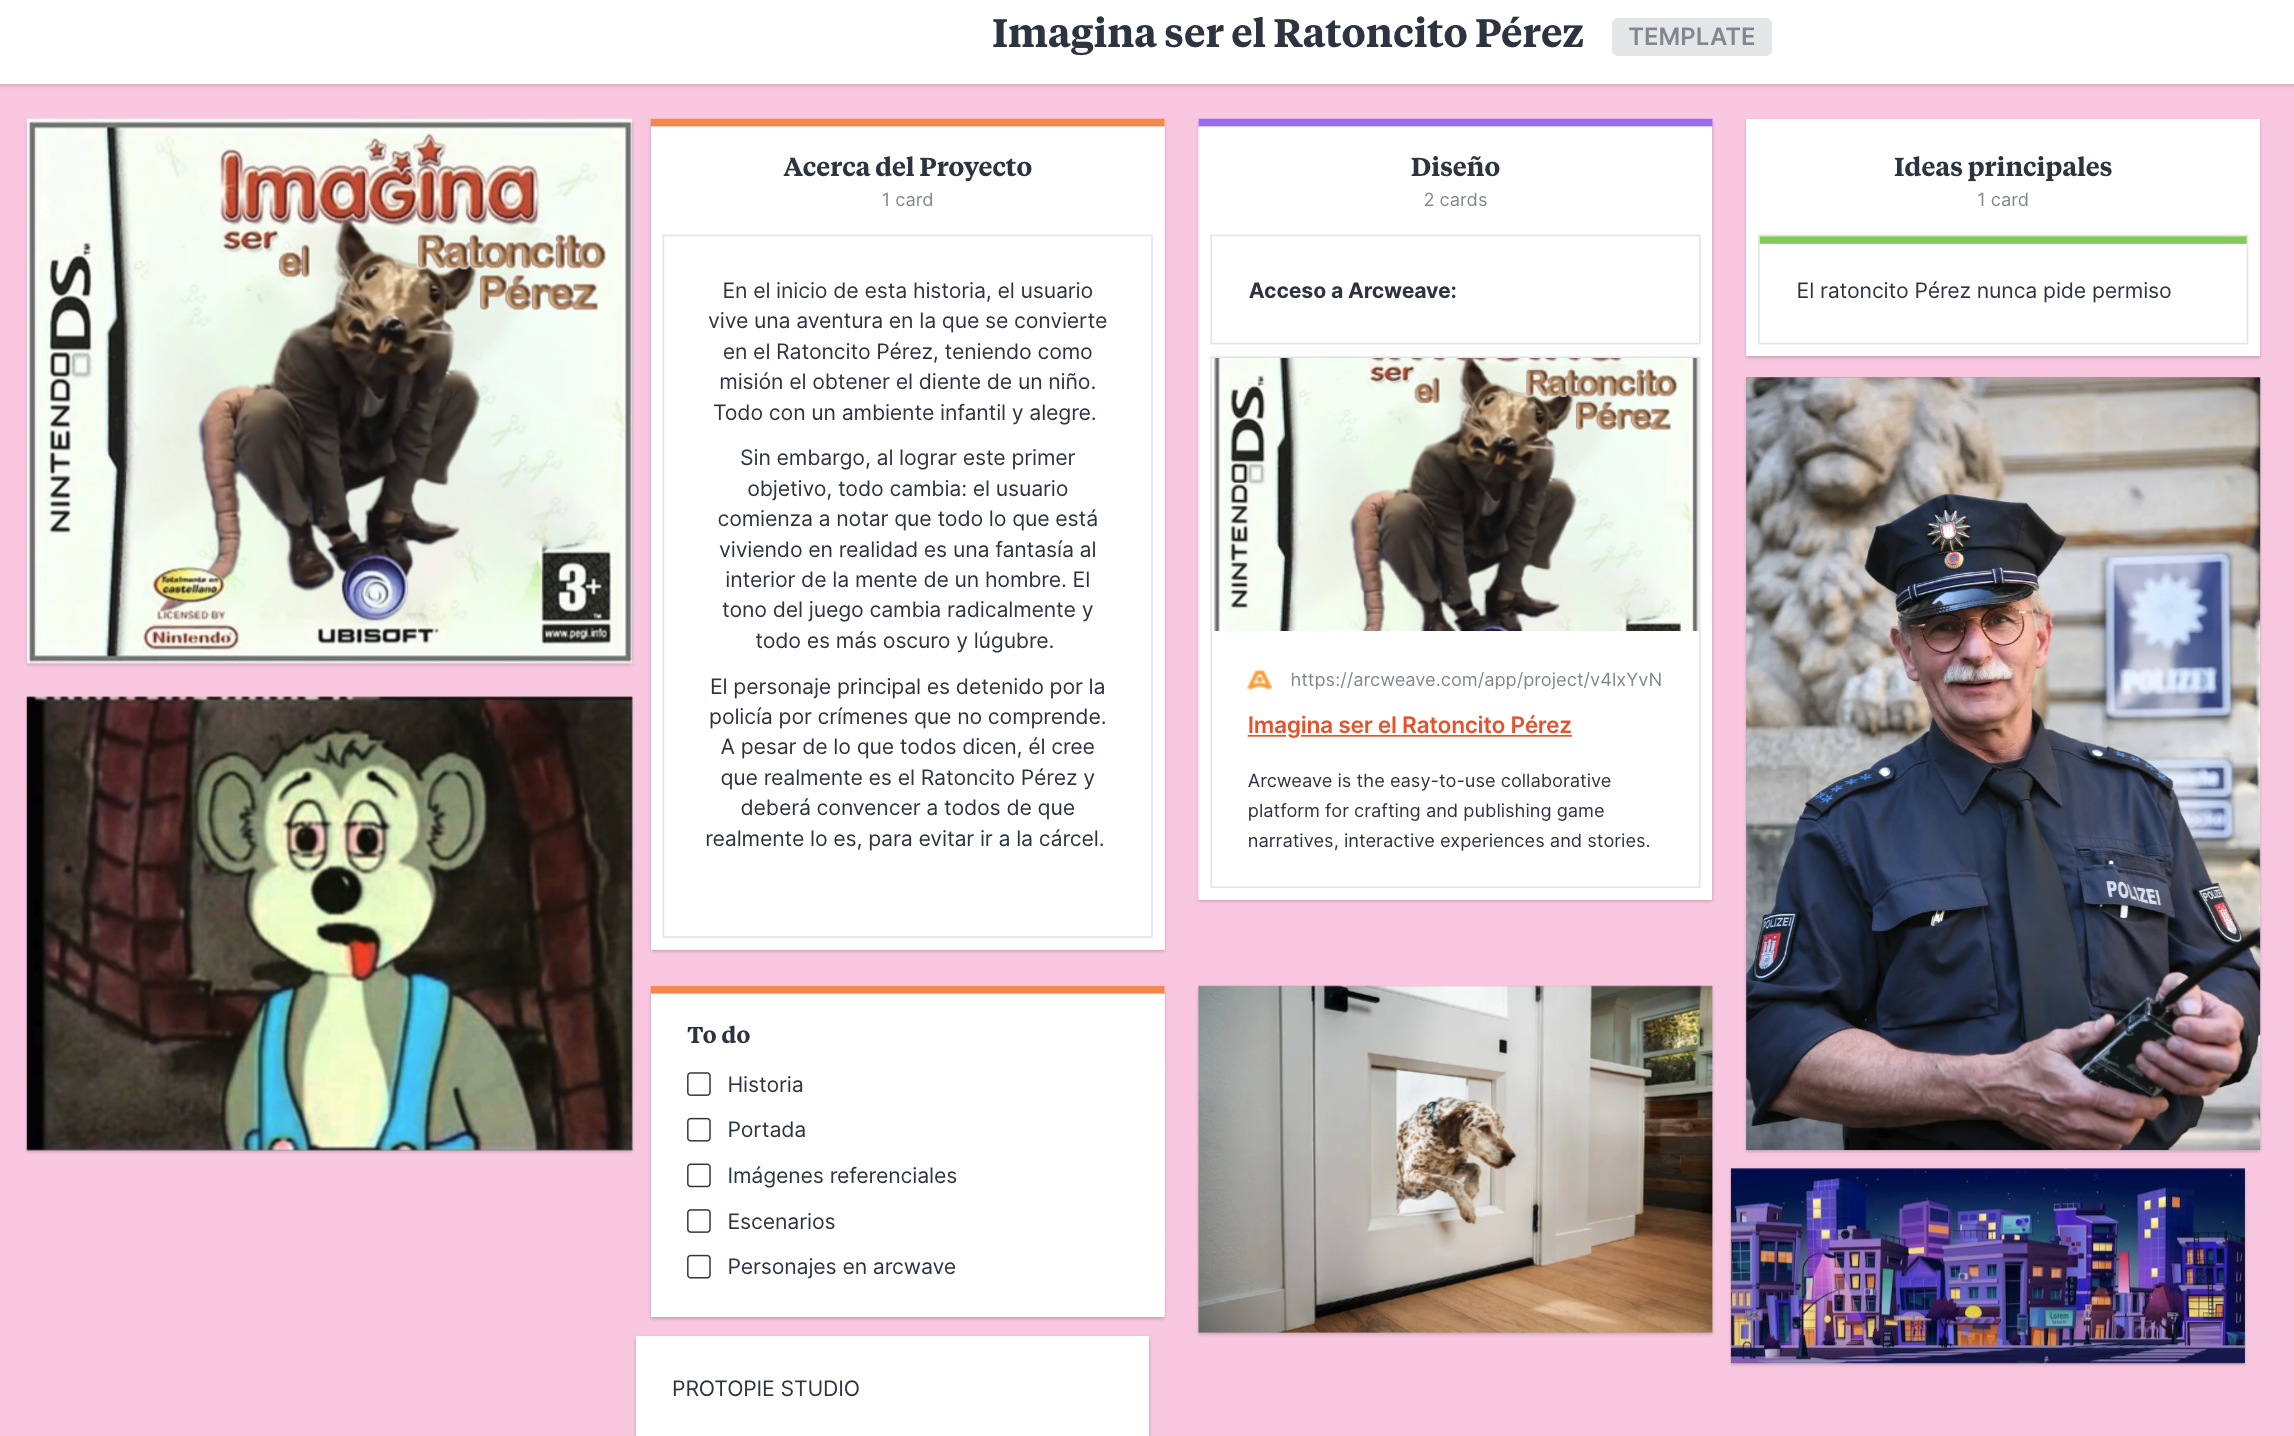 Imagina ser el Ratoncito Pérez
TEMPLATE
Imagina
ser
el
Ratoncito
Pérez
NINTENDO DS
™
Totalmente en
castellano
LICENSED BY
Nintendo
UBISOFT
3+
www.pegi.info
Acerca del Proyecto
1 card
En el inicio de esta historia, el usuario
vive una aventura en la que se convierte
en el Ratoncito Pérez, teniendo como
misión el obtener el diente de un niño.
Todo con un ambiente infantil y alegre.
Sin embargo, al lograr este primer
objetivo, todo cambia: el usuario
comienza a notar que todo lo que está
viviendo en realidad es una fantasía al
interior de la mente de un hombre. El
tono del juego cambia radicalmente y
todo es más oscuro y lúgubre.
El personaje principal es detenido por la
policía por crímenes que no comprende.
A pesar de lo que todos dicen, él cree
que realmente es el Ratoncito Pérez y
deberá convencer a todos de que
realmente lo es, para evitar ir a la cárcel.
To do
Historia
Portada
Imágenes referenciales
Escenarios
Personajes en arcwave
PROTOPIE STUDIO
Diseño
2 cards
Acceso a Arcweave:
ser
el
Ratoncito
Pérez
NINTENDO DS
™
https://arcweave.com/app/project/v4IxYvN
Imagina ser el Ratoncito Pérez
Arcweave is the easy-to-use collaborative
platform for crafting and publishing game
narratives, interactive experiences and stories.
Ideas principales
1 card
El ratoncito Pérez nunca pide permiso
POLIZEI
POLIZEI
POLIZEI
POLIZEI
Lorem